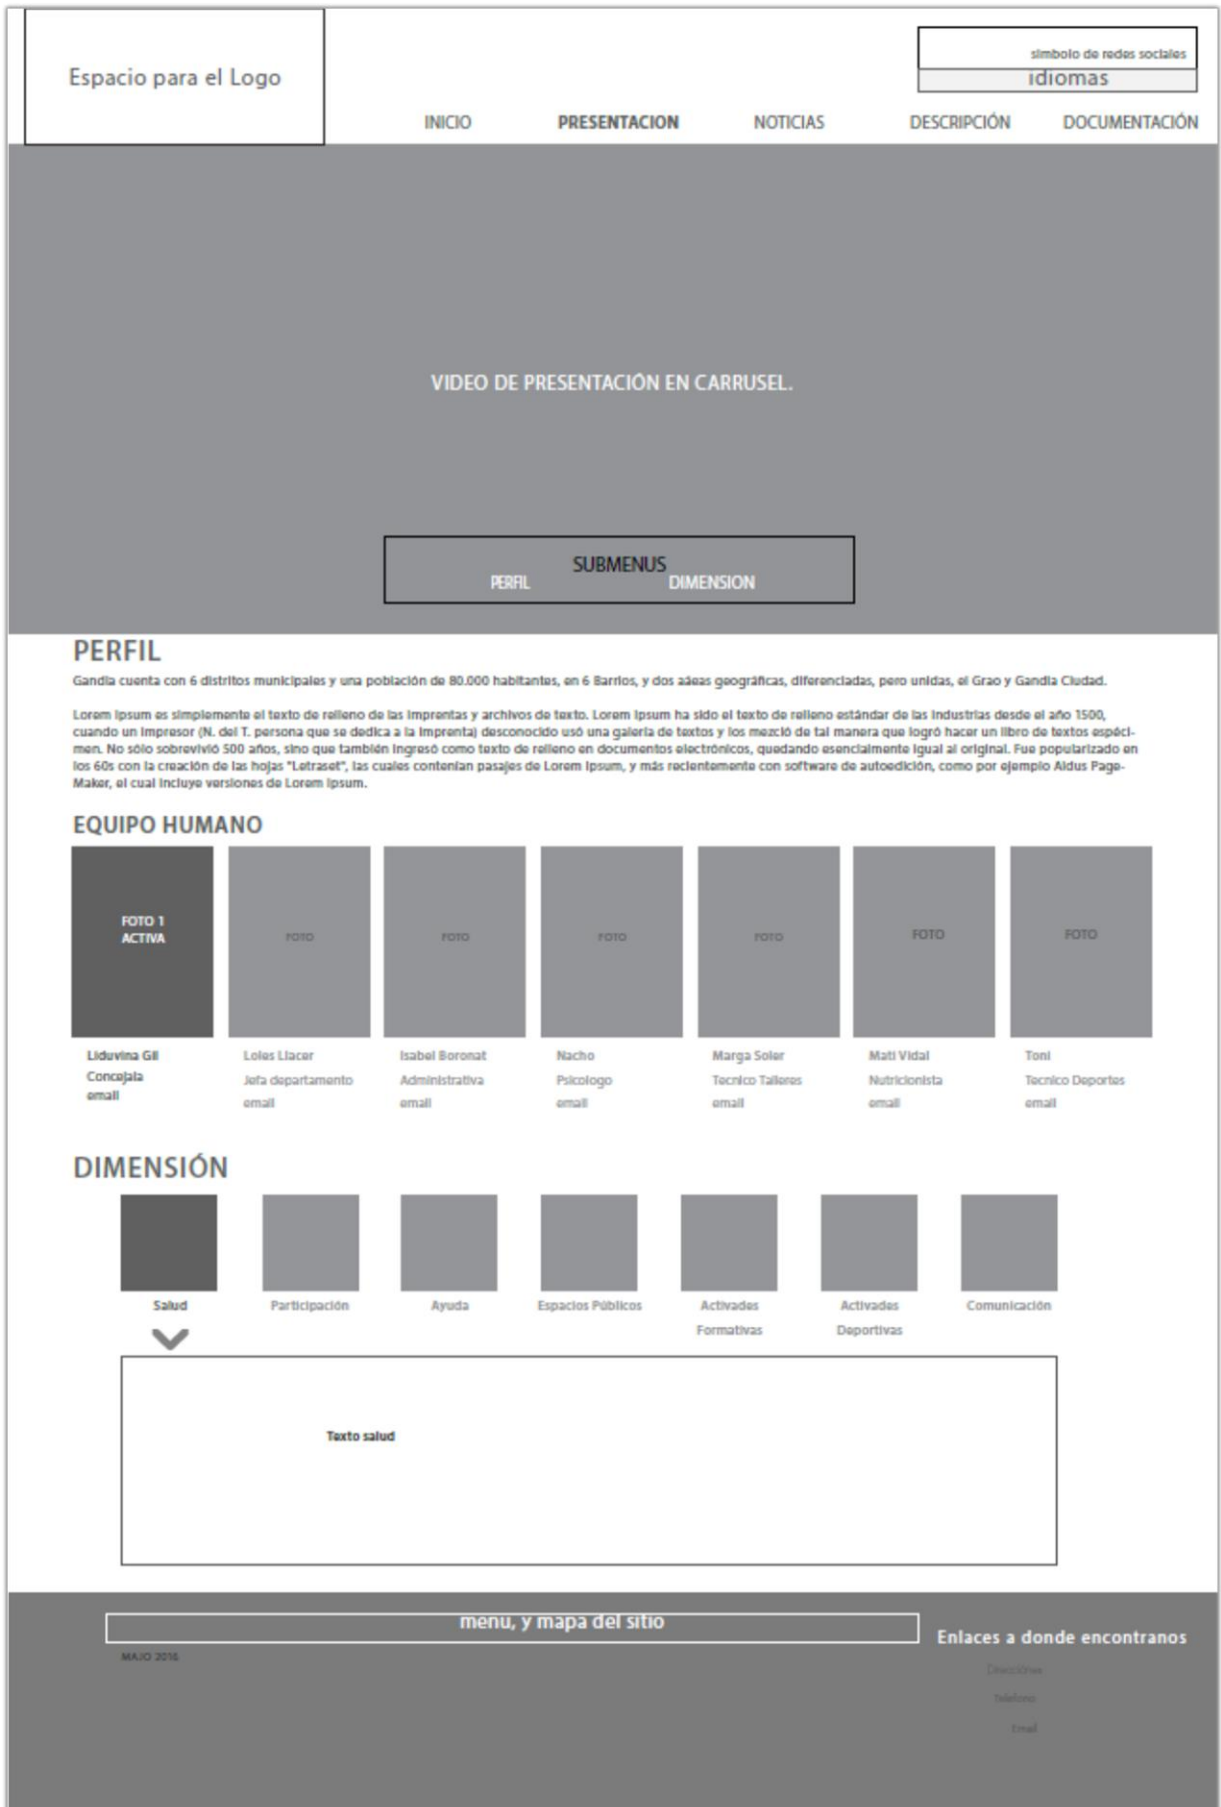 Espacio para el Logo
simbolo de redes sociales
idiomas
INICIO PRESENTACION NOTICIAS DESCRIPCIÓN DOCUMENTACIÓN
VIDEO DE PRESENTACIÓN EN CARRUSEL.
SUBMENUS
PERFIL DIMENSION
PERFIL
Gandia cuenta con 6 distritos municipales y una población de 80.000 habitantes, en 6 Barrios, y dos aáeas geográficas, diferenciadas, pero unidas, el Grao y Gandia Ciudad.
Lorem Ipsum es simplemente el texto de relleno de las imprentas y archivos de texto. Lorem Ipsum ha sido el texto de relleno estándar de las industrias desde el año 1500,
cuando un impresor (N. del T. persona que se dedica a la imprenta) desconocido usó una galería de textos y los mezcló de tal manera que logró hacer un libro de textos espéci-
men. No sólo sobrevivió 500 años, sino que también ingresó como texto de relleno en documentos electrónicos, quedando esencialmente igual al original. Fue popularizado en
los 60s con la creación de las hojas "Letraset", las cuales contenian pasajes de Lorem Ipsum, y más recientemente con software de autoedición, como por ejemplo Aldus Page-
Maker, el cual incluye versiones de Lorem Ipsum.
EQUIPO HUMANO
FOTO 1
ACTIVA
FOTO FOTO FOTO FOTO FOTO FOTO
Liduvina Gil Loles Llacer Isabel Boronat Nacho Marga Soler Mati Vidal Toni
Concejala Jefa departamento Administrativa Psicologo Tecnico Talleres Nutricionista Tecnico Deportes
email email email email email email email
DIMENSIÓN
Salud Participación Ayuda Espacios Públicos Activades Activades Comunicación
Formativas Deportivas
Texto salud
menu, y mapa del sitio
Enlaces a donde encontranos
MAJO 2016
Telefono
Email